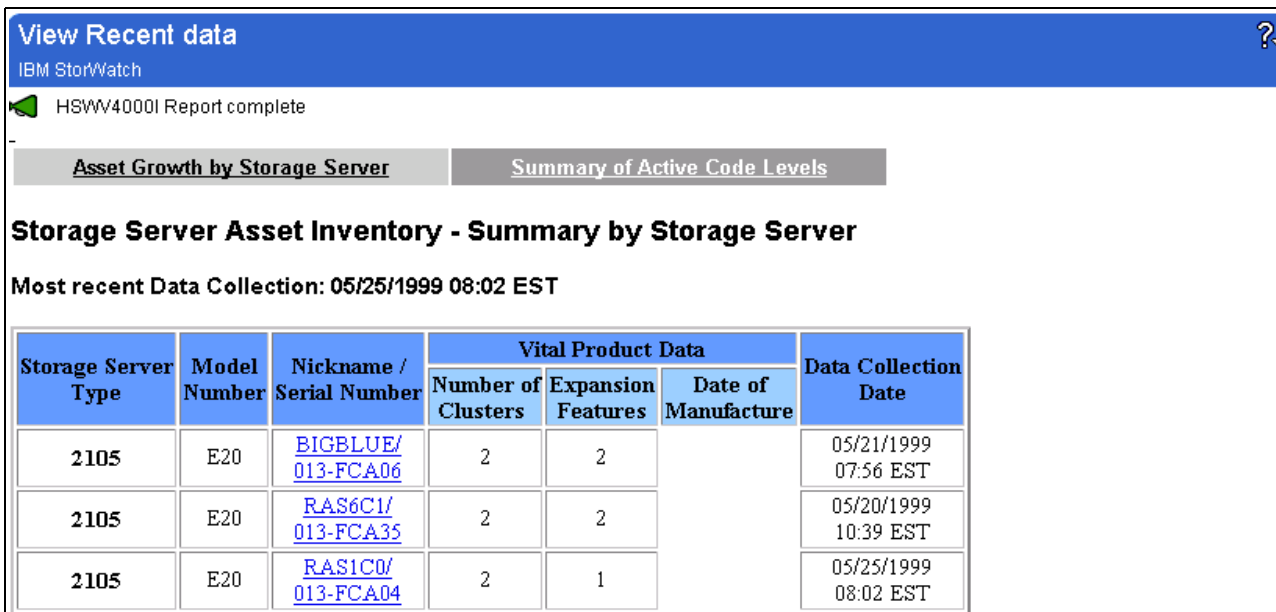 View Recent data
?
IBM StorWatch
HSWV4000I Report complete
Asset Growth by Storage Server
Summary of Active Code Levels
Storage Server Asset Inventory - Summary by Storage Server
Most recent Data Collection: 05/25/1999 08:02 EST
Storage Server Type
Model Number
Nickname / Serial Number
Vital Product Data
Number of Clusters
Expansion Features
Date of Manufacture
Data Collection Date
2105 E20 BIGBLUE/ 013-FCA06 2 2 05/21/1999 07:56 EST
2105 E20 RAS6C1/ 013-FCA35 2 2 05/20/1999 10:39 EST
2105 E20 RAS1C0/ 013-FCA04 2 1 05/25/1999 08:02 EST